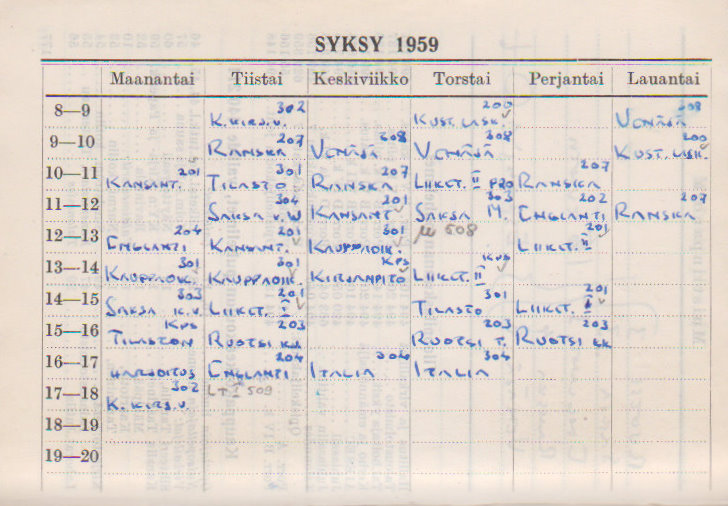 SYKSY 1959
Maanantai Tiistai Keskiviikko Torstai Perjantai Lauantai
8—9 302 200 208
K.KIRJ.V. KUST.LASK. VENÄJÄ
9—10 207 208 208 200
RANSKA VENÄJÄ VENÄJÄ KUST. LASK.
10—11 201 301 207 207
KANSANT. TILASTO RANSKA LIIKET. II P20 RANSKA
11—12 304 201 303 202 207
SAKSA V.W KANSANT SAKSA M. ENGLANTI RANSKA
12—13 204 201 301 508 201
ENGLANTI KANSANT. KAUPPAOIK. LIIKET. II
13—14 301 301 KPS KPS
KAUPPAOIK. KAUPPAOIK. KIRJANPITO LIIKET. II
14—15 303 201 301 201
SAKSA K.V. LIIKET. I TILASTO LIIKET.
15—16 KPS 203 203 203
TILASTON RUOTSI RUOTSI T. RUOTSI KK
16—17 204 304 304
HARJOITUS ENGLANTI ITALIA ITALIA
17—18 302 LT I 509
K. KIRJ.V.
18—19
19—20